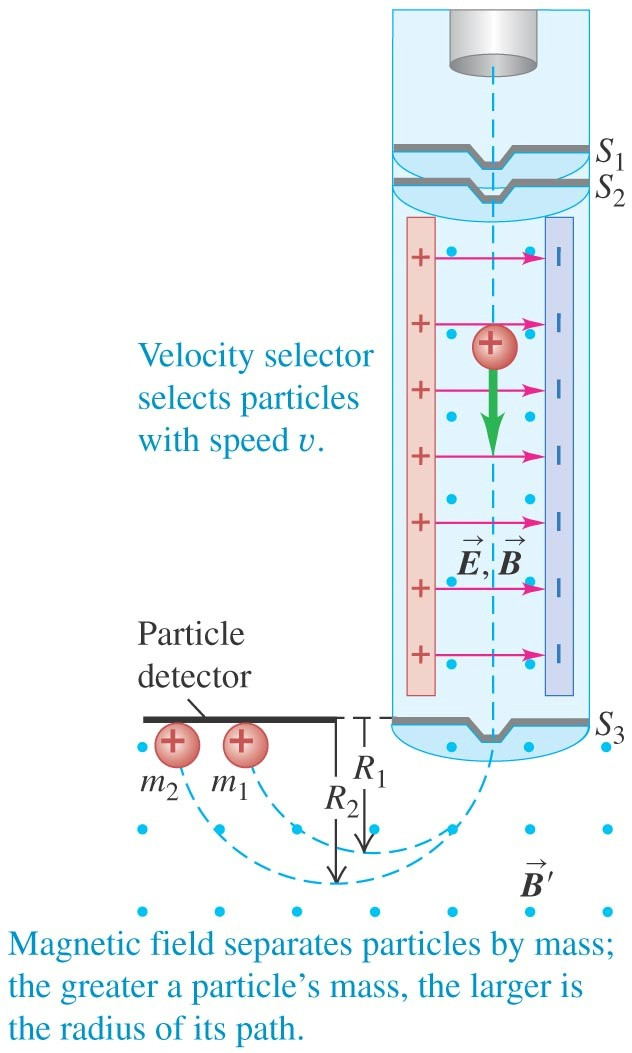 S₁
S₂
+ −
+ −
+
Velocity selector
selects particles
with speed v.
+ −
+ −
+ −
E⃗, B⃗
+ −
Particle
detector
+ −
S₃
+ +
m₂ m₁
R₁
R₂
B⃗′
Magnetic field separates particles by mass;
the greater a particle’s mass, the larger is
the radius of its path.